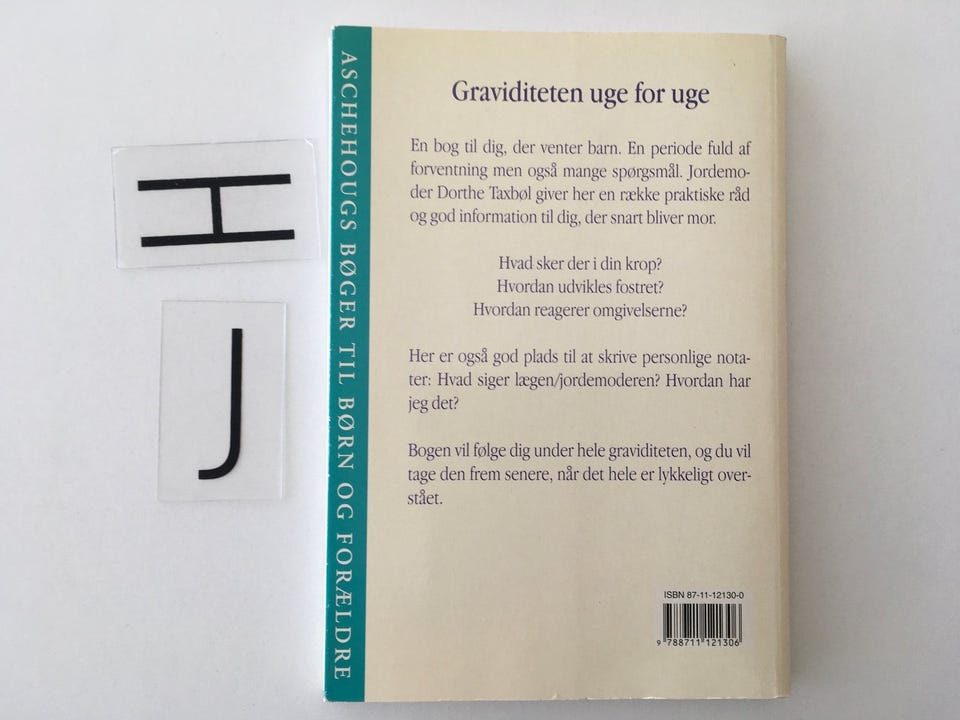 H
J
ASCHEHOUGS BØGER TIL BØRN OG FORÆLDRE
Graviditeten uge for uge
En bog til dig, der venter barn. En periode fuld af
forventning men også mange spørgsmål. Jordemo-
der Dorthe Taxbøl giver her en række praktiske råd
og god information til dig, der snart bliver mor.
Hvad sker der i din krop?
Hvordan udvikles fostret?
Hvordan reagerer omgivelserne?
Her er også god plads til at skrive personlige nota-
ter: Hvad siger lægen/jordemoderen? Hvordan har
jeg det?
Bogen vil følge dig under hele graviditeten, og du vil
tage den frem senere, når det hele er lykkeligt over-
stået.
ISBN 87-11-12130-0
9 788711 121306